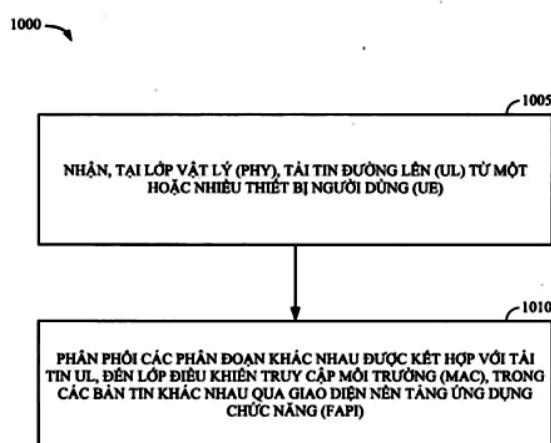 1000
1005
NHẬN, TẠI LỚP VẬT LÝ (PHY), TẢI TIN ĐƯỜNG LÊN (UL) TỪ MỘT
HOẶC NHIỀU THIẾT BỊ NGƯỜI DÙNG (UE)
1010
PHÂN PHỐI CÁC PHÂN ĐOẠN KHÁC NHAU ĐƯỢC KẾT HỢP VỚI TẢI
TIN UL, ĐẾN LỚP ĐIỀU KHIỂN TRUY CẬP MÔI TRƯỜNG (MAC), TRONG
CÁC BẢN TIN KHÁC NHAU QUA GIAO DIỆN NỀN TẢNG ỨNG DỤNG
CHỨC NĂNG (FAPI)